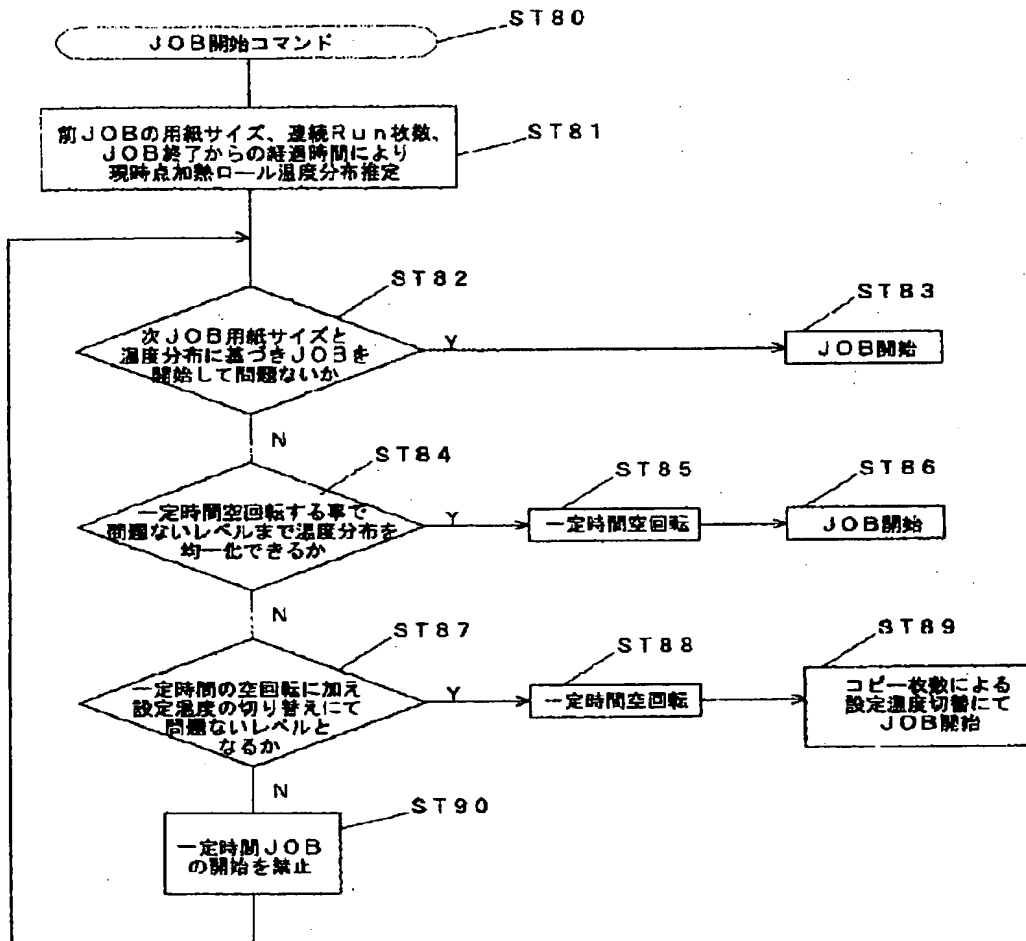 ST80
JOB開始コマンド
ST81
前JOBの用紙サイズ、連続Run枚数、
JOB終了からの経過時間により
現時点加熱ロール温度分布推定
ST82
次JOB用紙サイズと
温度分布に基づきJOBを
開始して問題ないか
Y
ST83
JOB開始
N
ST84
一定時間空回転する事で
問題ないレベルまで温度分布を
均一化できるか
Y
ST85
一定時間空回転
ST86
JOB開始
N
ST87
一定時間の空回転に加え
設定温度の切り替えにて
問題ないレベルと
なるか
Y
ST88
一定時間空回転
ST89
コピー枚数による
設定温度切替にて
JOB開始
N
ST90
一定時間JOB
の開始を禁止